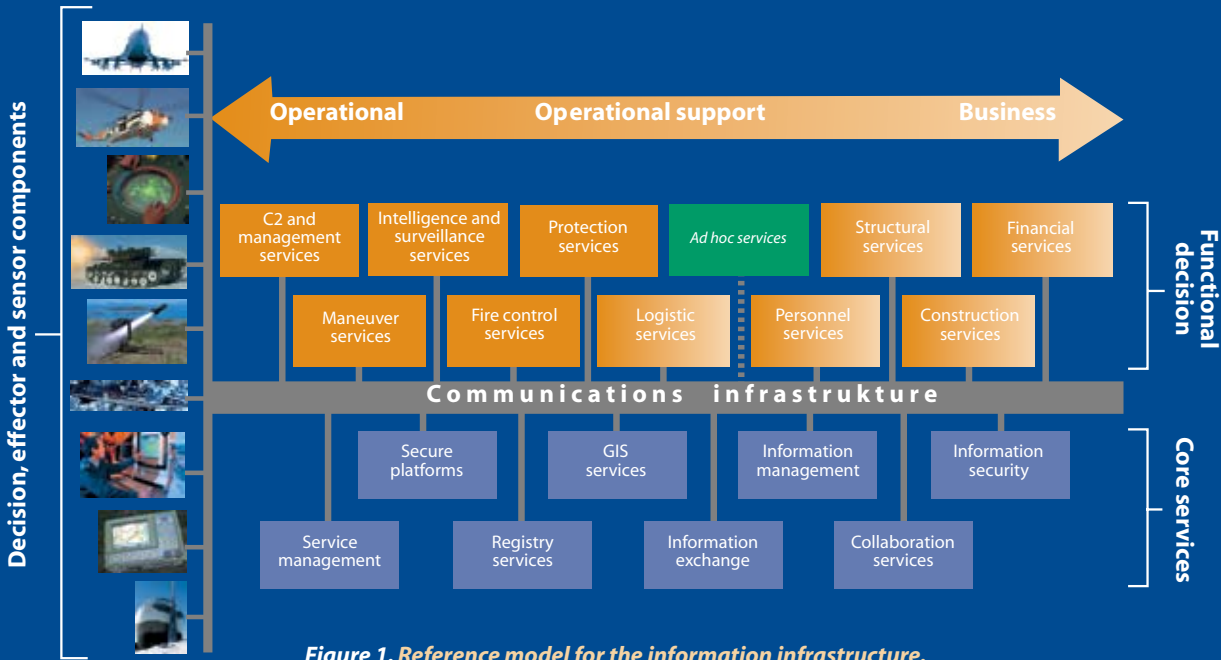 Decision, effector and sensor components
Operational
Operational support
Business
C2 and
management
services
Intelligence and
surveillance
services
Protection
services
Ad hoc services
Structural
services
Financial
services
Maneuver
services
Fire control
services
Logistic
services
Personnel
services
Construction
services
Functional
decision
Communications infrastrukture
Secure
platforms
GIS
services
Information
management
Information
security
Service
management
Registry
services
Information
exchange
Collaboration
services
Core services
Figure 1. Reference model for the information infrastructure.